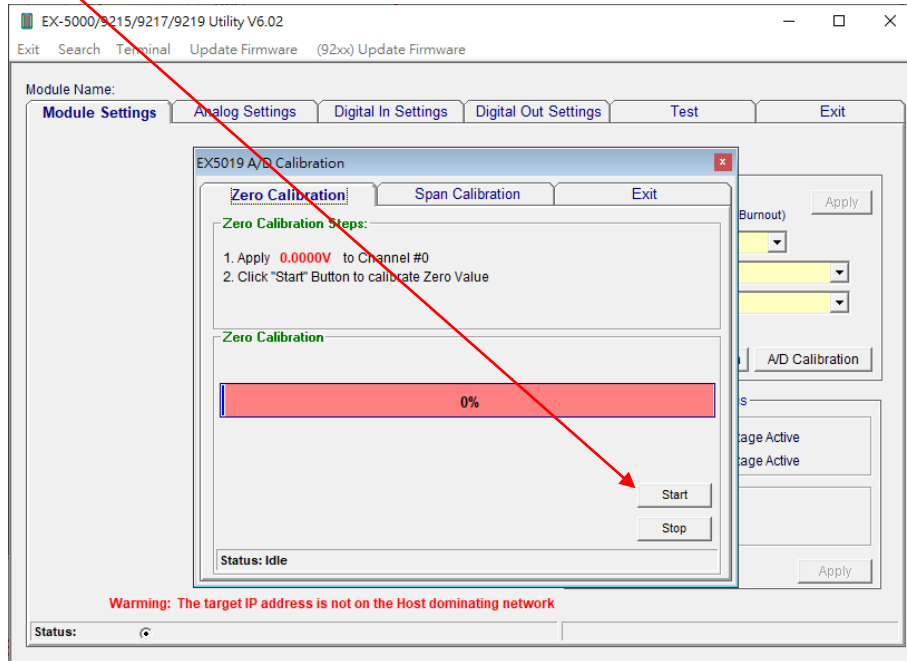 EX-5000/9215/9217/9219 Utility V6.02
Exit Search Terminal Update Firmware (92xx) Update Firmware
Module Name:
Module Settings Analog Settings Digital In Settings Digital Out Settings Test Exit
EX5019 A/D Calibration
Zero Calibration Span Calibration Exit
Burnout) Apply
Zero Calibration Steps:
1. Apply 0.0000V to Channel #0
2. Click "Start" Button to calibrate Zero Value
Zero Calibration
A/D Calibration
0%
s
tage Active
tage Active
Start
Stop
Status: Idle
Apply
Warming: The target IP address is not on the Host dominating network
Status: